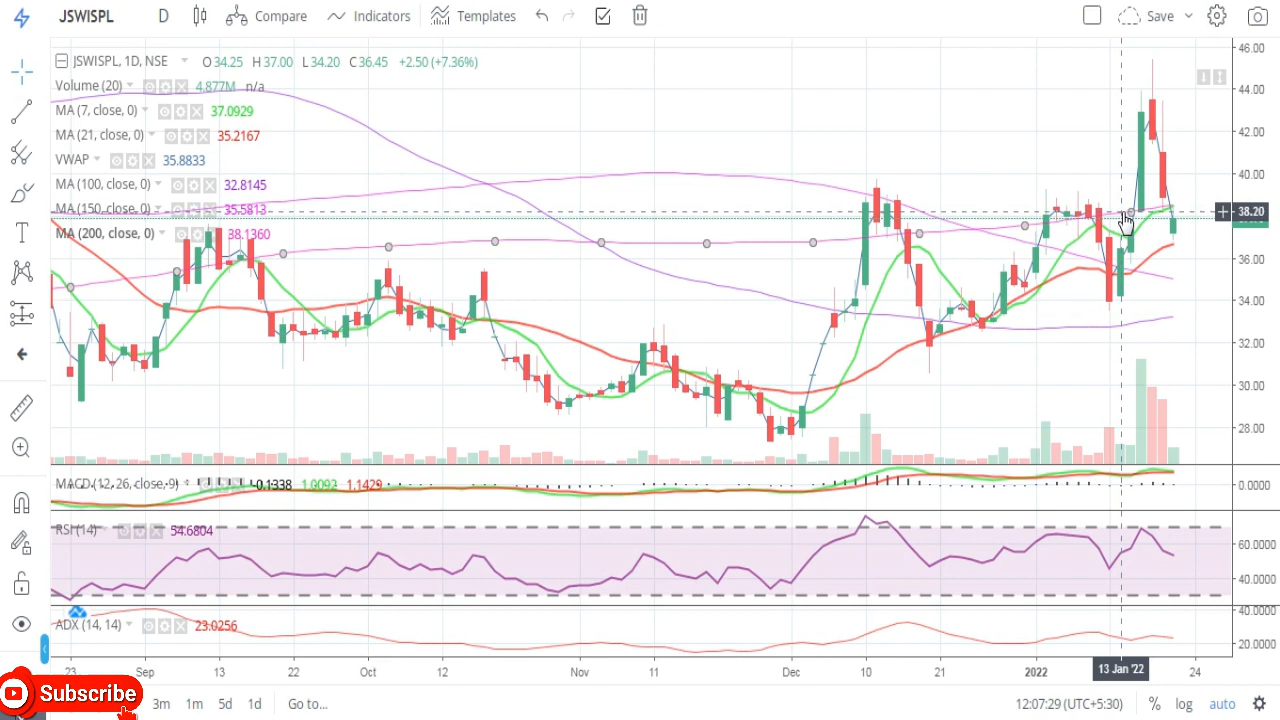 JSWISPL D Compare Indicators Templates Save
JSWISPL, 1D, NSE O34.25 H37.00 L34.20 C36.45 +2.50 (+7.36%)
Volume (20) 4.877M n/a
MA (7, close, 0) 37.0929
MA (21, close, 0) 35.2167
VWAP 35.8833
MA (100, close, 0) 32.8145
MA (150, close, 0) 35.5813
MA (200, close, 0) 38.1360
46.00
44.00
42.00
40.00
38.20
36.00
34.00
32.00
30.00
28.00
MACD (12, 26, close, 9) -0.1338 1.0092 1.1429
0.0000
RSI (14) 54.6804
60.0000
40.0000
ADX (14, 14) 23.0256
40.0000
20.0000
23 Sep 13 22 Oct 12 Nov 11 Dec 10 21 2022 13 Jan '22 24
Subscribe
3m 1m 5d 1d Go to... 12:07:29 (UTC+5:30) % log auto